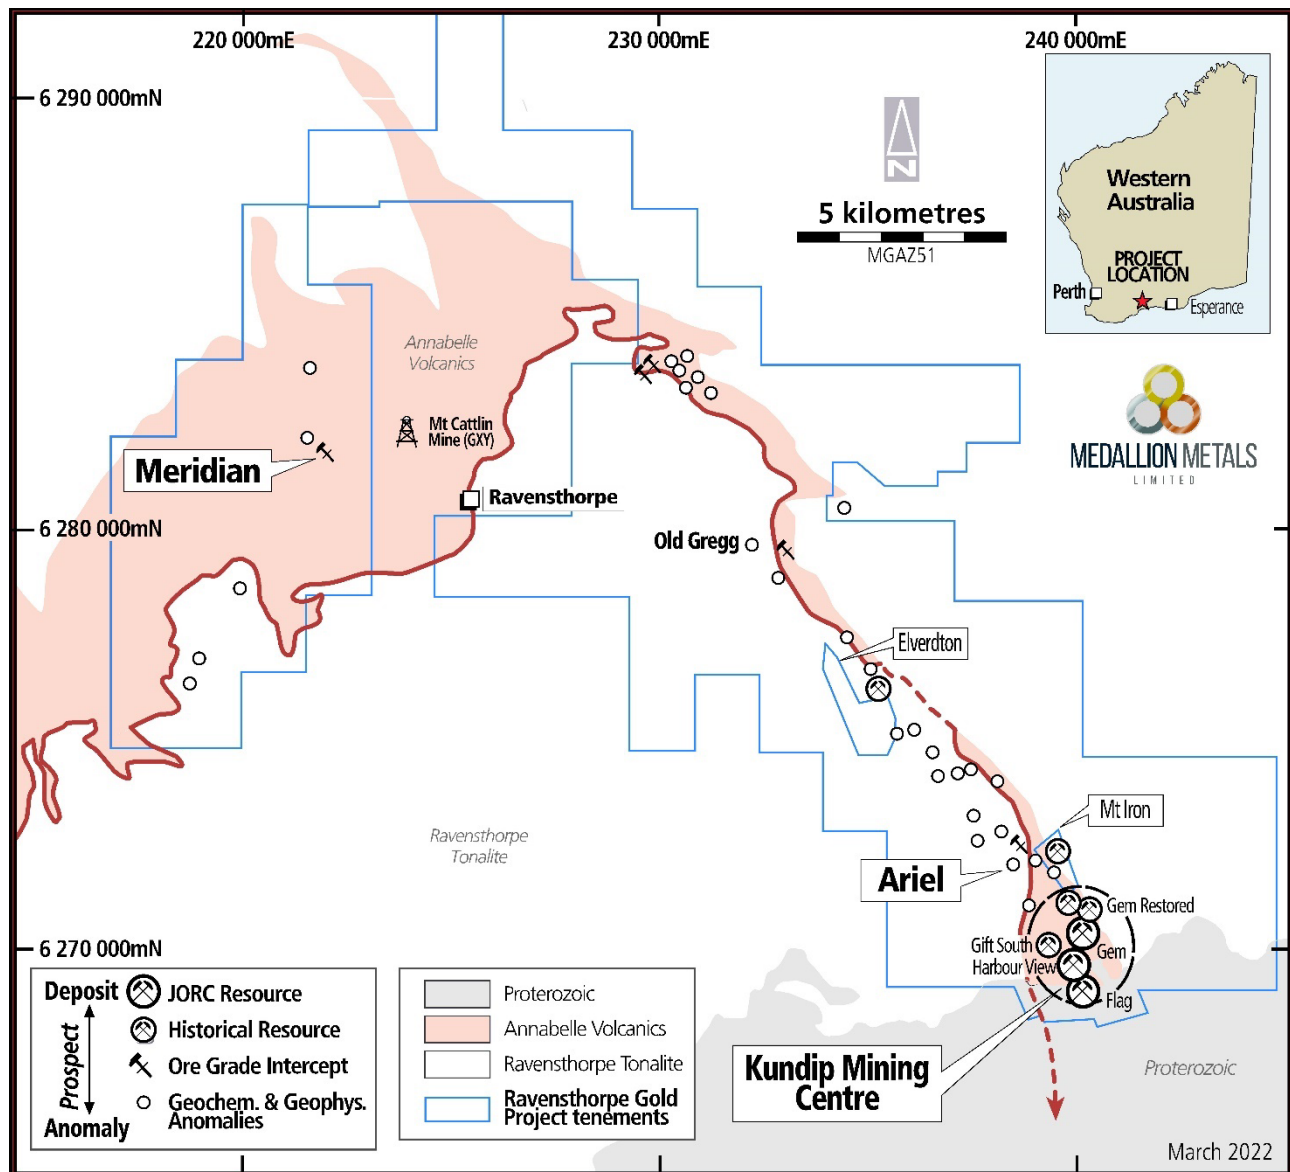 220 000mE
230 000mE
240 000mE
6 290 000mN
6 280 000mN
6 270 000mN
N
5 kilometres
MGAZ51
Western
Australia
PROJECT
LOCATION
Perth
Esperance
MEDALLION METALS
LIMITED
Annabelle
Volcanics
Mt Cattlin
Mine (GXY)
Meridian
Ravensthorpe
Old Gregg
Elverdton
Mt Iron
Ravensthorpe
Tonalite
Ariel
Gem Restored
Gift South
Gem
Harbour View
Flag
Kundip Mining
Centre
Proterozoic
Deposit
Prospect
Anomaly
JORC Resource
Historical Resource
Ore Grade Intercept
Geochem. & Geophys.
Anomalies
Proterozoic
Annabelle Volcanics
Ravensthorpe Tonalite
Ravensthorpe Gold
Project tenements
March 2022